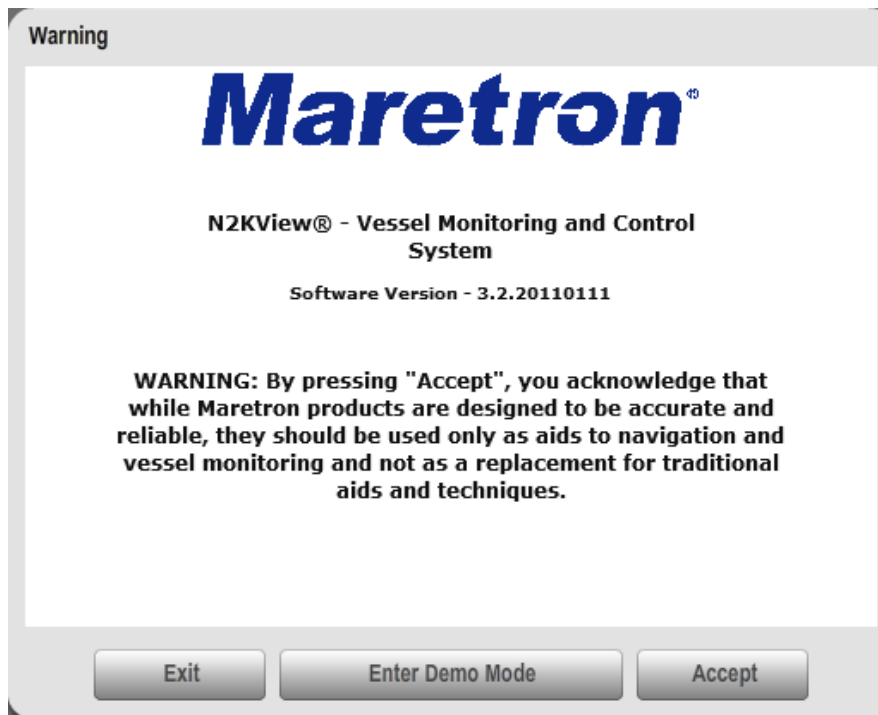 Warning
Maretron®
N2KView® - Vessel Monitoring and Control
System
Software Version - 3.2.20110111
WARNING: By pressing "Accept", you acknowledge that
while Maretron products are designed to be accurate and
reliable, they should be used only as aids to navigation and
vessel monitoring and not as a replacement for traditional
aids and techniques.
Exit Enter Demo Mode Accept